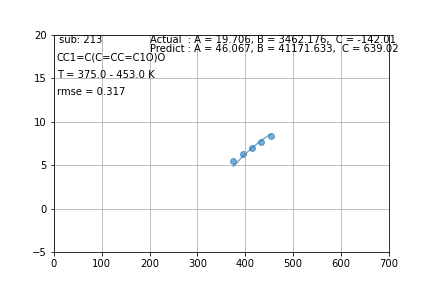 sub: 213
Actual : A = 19.706, B = 3462.176, C = -142.01
Predict : A = 46.067, B = 41171.633, C = 639.02
CC1=C(C=CC=C1O)O
T = 375.0 - 453.0 K
rmse = 0.317
20
15
10
5
0
−5
0 100 200 300 400 500 600 700